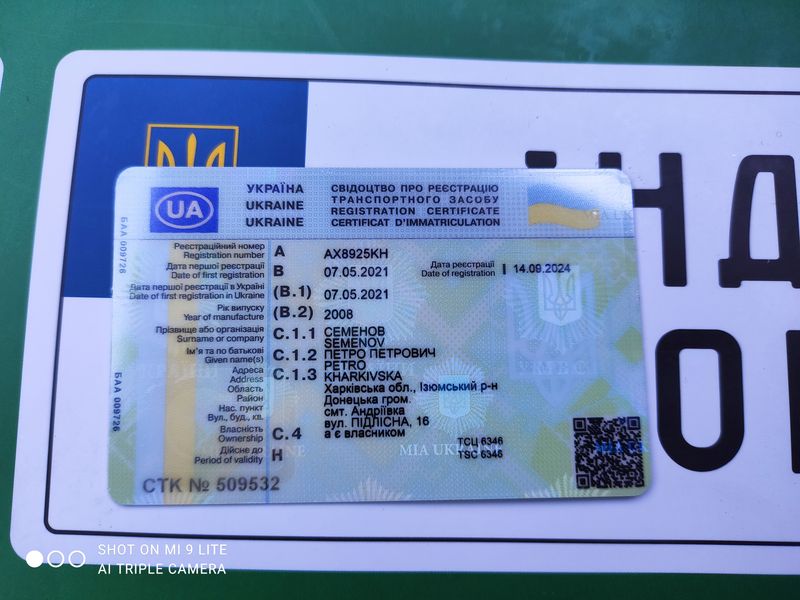 ІНД
UA
УКРАЇНА
UKRAINE
UKRAINE
СВІДОЦТВО ПРО РЕЄСТРАЦІЮ
ТРАНСПОРТНОГО ЗАСОБУ
REGISTRATION CERTIFICATE
CERTIFICAT D'IMMATRICULATION
БАА 009726
Реєстраційний номер
Registration number A AX8925KH
Дата першої реєстрації
Date of first registration B 07.05.2021
Дата реєстрації
Date of registration I 14.09.2024
Дата першої реєстрації в Україні
Date of first registration in Ukraine (B.1) 07.05.2021
Рік випуску
Year of manufacture (B.2) 2008
Прізвище або організація
Surname or company C.1.1 СЕМЕНОВ
SEMENOV
Ім'я та по батькові
Given name(s) C.1.2 ПЕТРО ПЕТРОВИЧ
PETRO
Адреса
Address C.1.3 KHARKIVSKA
Область Харківська обл., Ізюмський р-н
Район Донецька гром.
Нас. пункт смт. Андріївка
Вул., буд., кв. вул. ПІДЛІСНА, 16
Власність
Ownership C.4 а є власником
Дійсне до
Period of validity H
ТСЦ 6346
TSC 6346
MIA UKRAINE
БАА 009726
СТК № 509532
SHOT ON MI 9 LITE
AI TRIPLE CAMERA